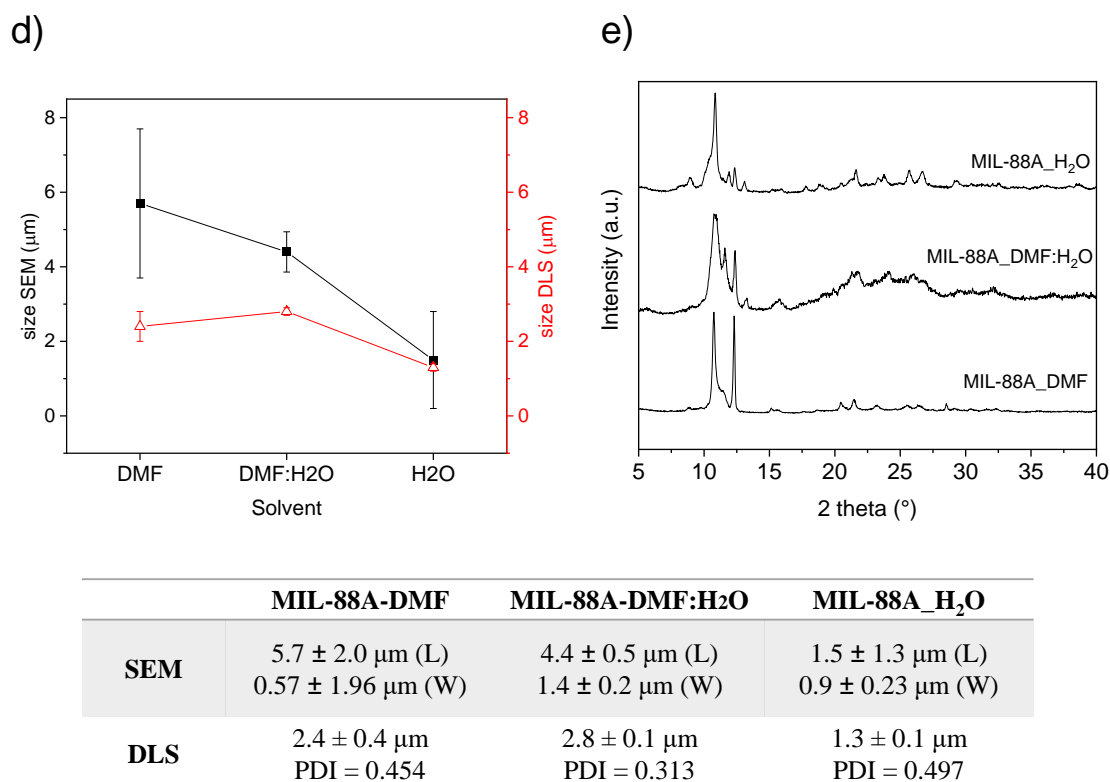 d)
8
6
4
2
0
size SEM (μm)
8
6
4
2
0
size DLS (μm)
DMF DMF:H2O H2O
Solvent
e)
Intensity (a.u.)
MIL-88A_H₂O
MIL-88A_DMF:H₂O
MIL-88A_DMF
5 10 15 20 25 30 35 40
2 theta (°)
MIL-88A-DMF MIL-88A-DMF:H2O MIL-88A_H₂O
SEM
5.7 ± 2.0 μm (L) 4.4 ± 0.5 μm (L) 1.5 ± 1.3 μm (L)
0.57 ± 1.96 μm (W) 1.4 ± 0.2 μm (W) 0.9 ± 0.23 μm (W)
DLS
2.4 ± 0.4 μm 2.8 ± 0.1 μm 1.3 ± 0.1 μm
PDI = 0.454 PDI = 0.313 PDI = 0.497